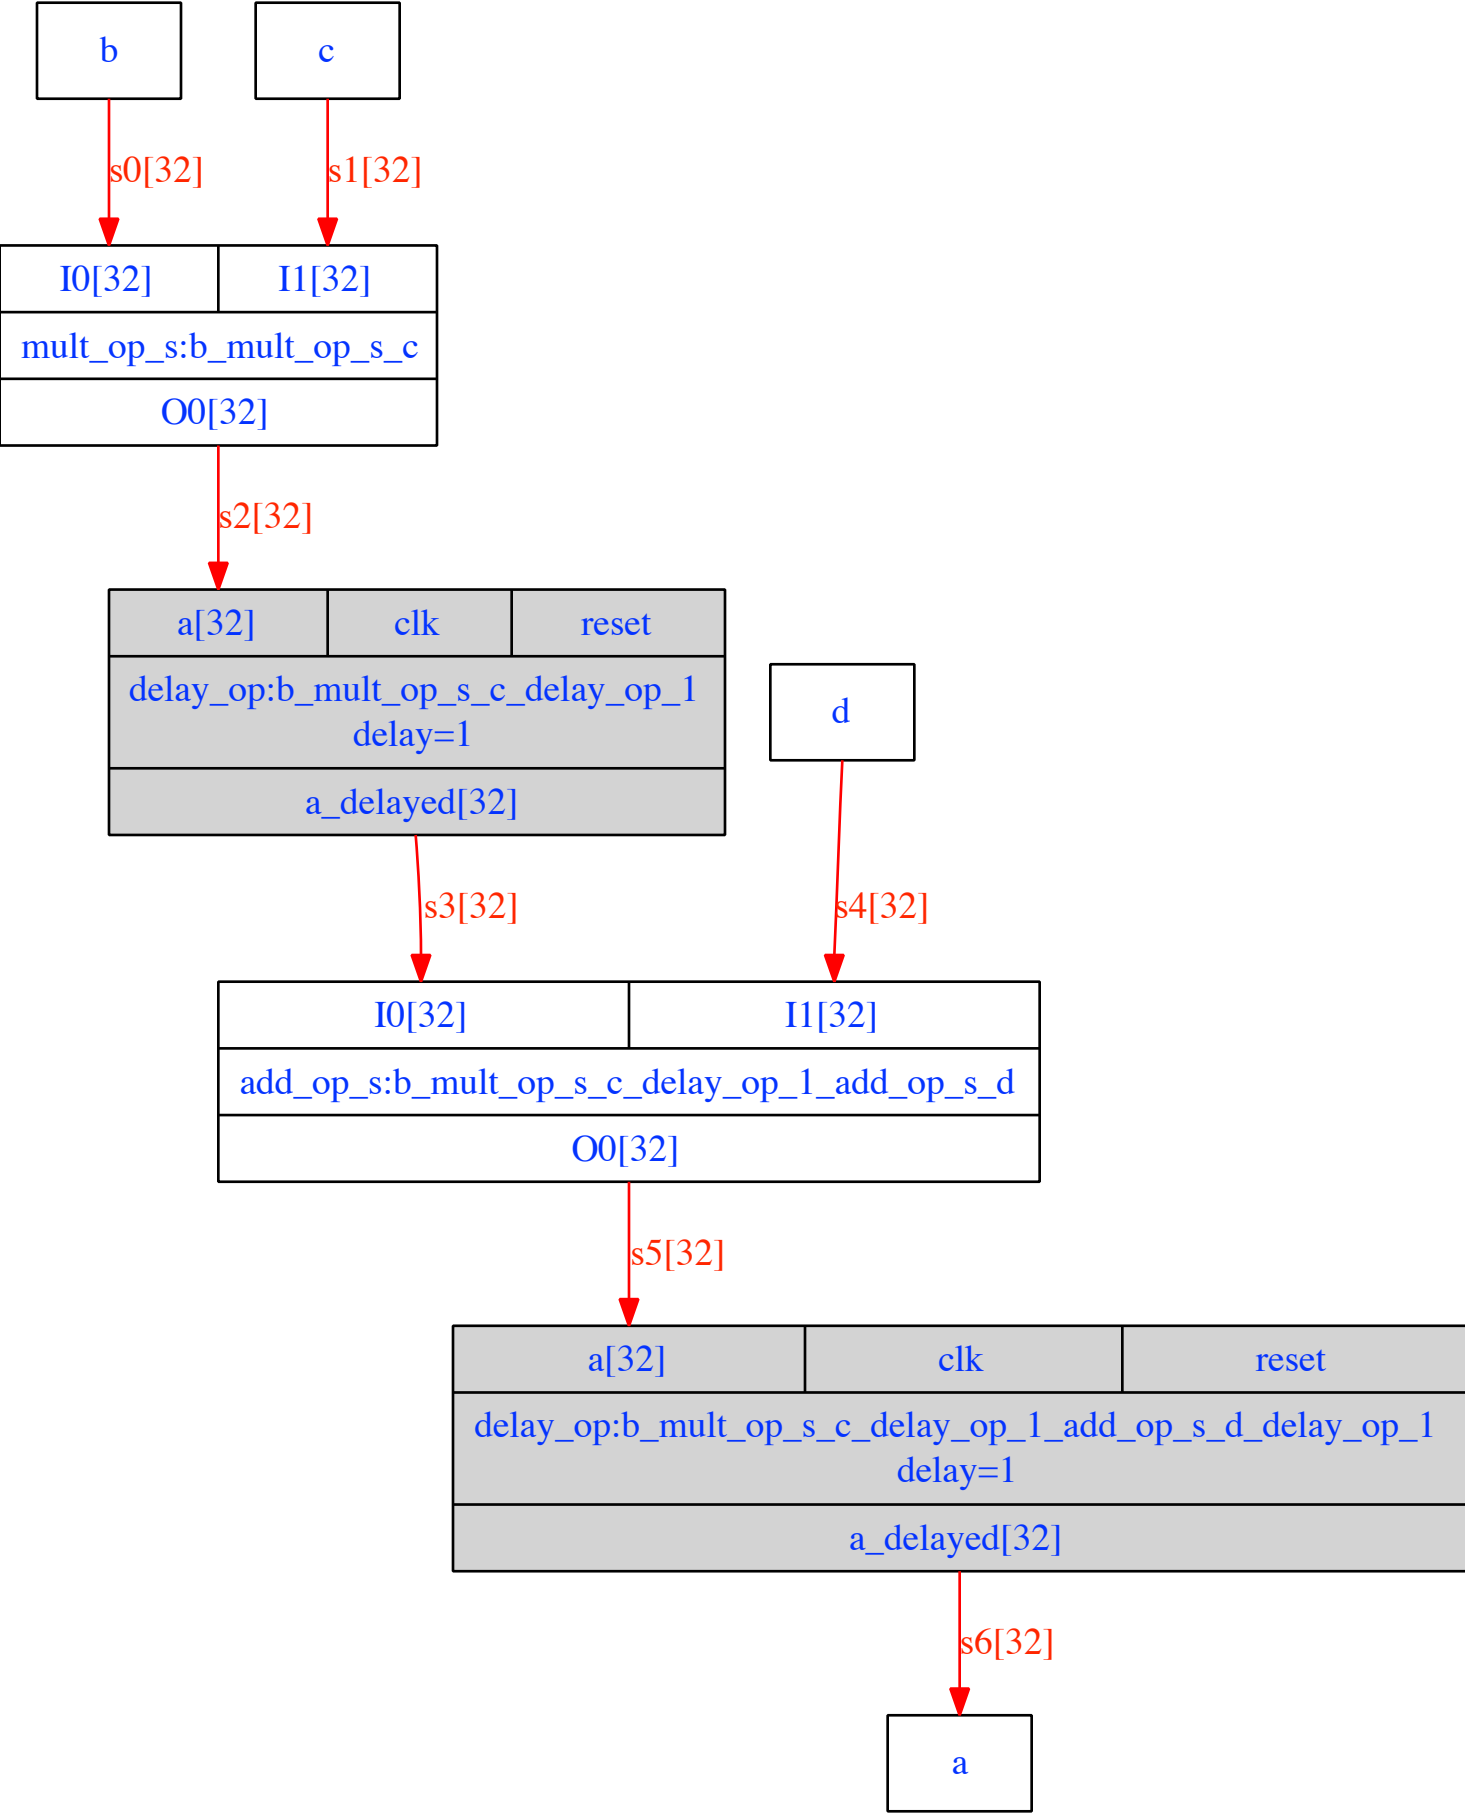 b
c
s0[32]
s1[32]
I0[32]
I1[32]
mult_op_s:b_mult_op_s_c
O0[32]
s2[32]
a[32]
clk
reset
delay_op:b_mult_op_s_c_delay_op_1
delay=1
a_delayed[32]
d
s3[32]
s4[32]
I0[32]
I1[32]
add_op_s:b_mult_op_s_c_delay_op_1_add_op_s_d
O0[32]
s5[32]
a[32]
clk
reset
delay_op:b_mult_op_s_c_delay_op_1_add_op_s_d_delay_op_1
delay=1
a_delayed[32]
s6[32]
a